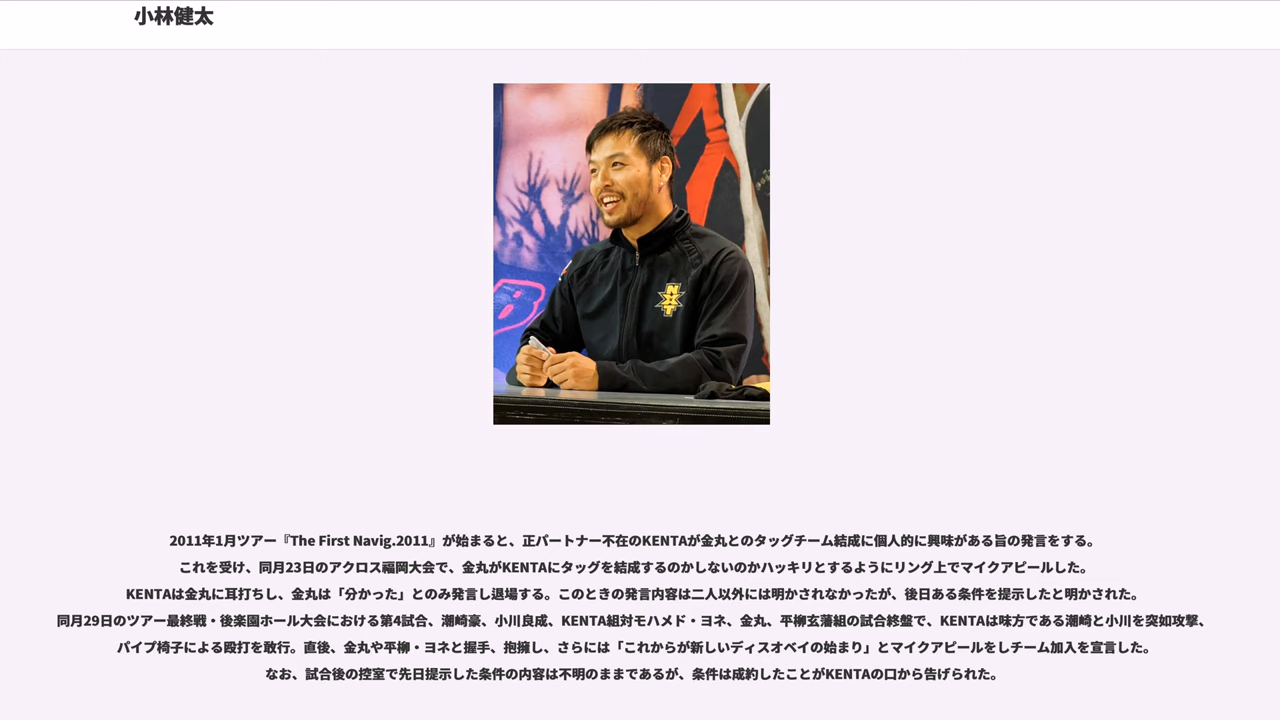 小林健太
NXT
B
2011年1月ツアー『The First Navig.2011』が始まると、正パートナー不在のKENTAが金丸とのタッグチーム結成に個人的に興味がある旨の発言をする。
これを受け、同月23日のアクロス福岡大会で、金丸がKENTAにタッグを結成するのかしないのかハッキリとするようにリング上でマイクアピールした。
KENTAは金丸に耳打ちし、金丸は「分かった」とのみ発言し退場する。このときの発言内容は二人以外には明かされなかったが、後日ある条件を提示したと明かされた。
同月29日のツアー最終戦・後楽園ホール大会における第4試合、潮崎豪、小川良成、KENTA組対モハメド・ヨネ、金丸、平柳玄藩組の試合終盤で、KENTAは味方である潮崎と小川を突如攻撃、
パイプ椅子による殴打を敢行。直後、金丸や平柳・ヨネと握手、抱擁し、さらには「これからが新しいディスオベイの始まり」とマイクアピールをしチーム加入を宣言した。
なお、試合後の控室で先日提示した条件の内容は不明のままであるが、条件は成約したことがKENTAの口から告げられた。